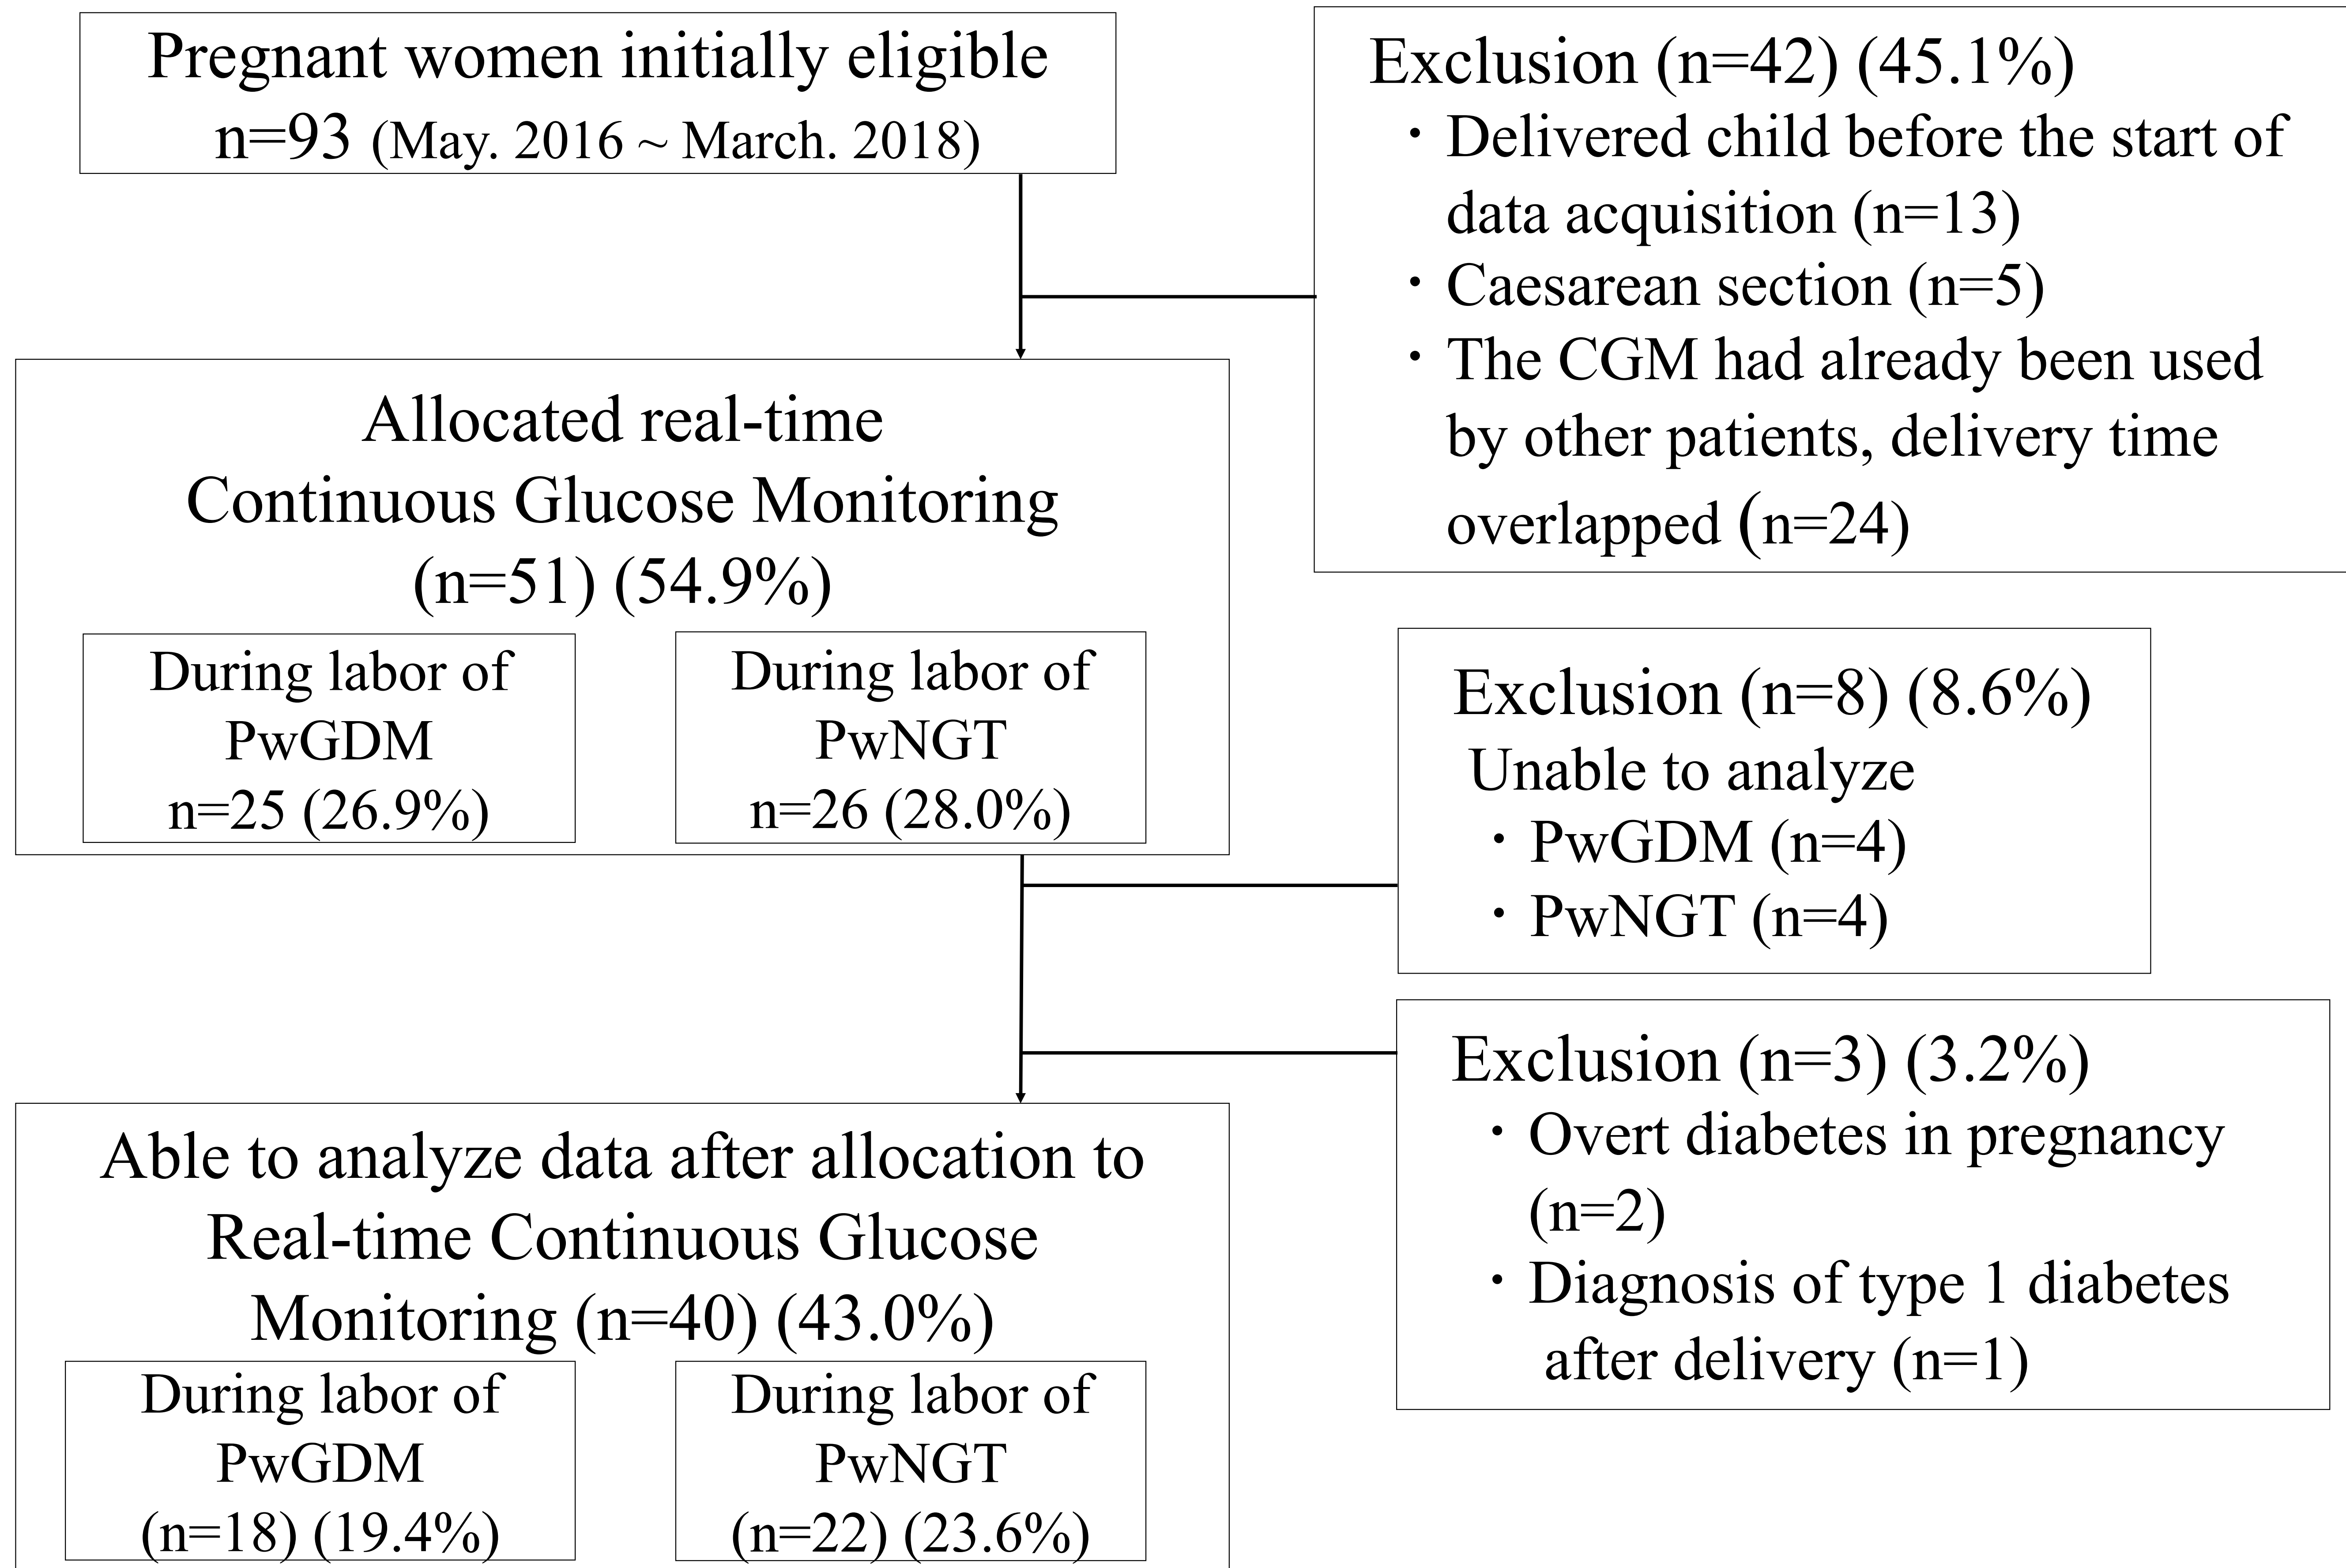 Pregnant women initially eligible
n=93 (May. 2016 ~ March. 2018)
Exclusion (n=42) (45.1%)
・Delivered child before the start of
data acquisition (n=13)
・Caesarean section (n=5)
・The CGM had already been used
by other patients, delivery time
overlapped (n=24)
Allocated real-time
Continuous Glucose Monitoring
(n=51) (54.9%)
During labor of
PwGDM
n=25 (26.9%)
During labor of
PwNGT
n=26 (28.0%)
Exclusion (n=8) (8.6%)
Unable to analyze
・PwGDM (n=4)
・PwNGT (n=4)
Exclusion (n=3) (3.2%)
・Overt diabetes in pregnancy
(n=2)
・Diagnosis of type 1 diabetes
after delivery (n=1)
Able to analyze data after allocation to
Real-time Continuous Glucose
Monitoring (n=40) (43.0%)
During labor of
PwGDM
(n=18) (19.4%)
During labor of
PwNGT
(n=22) (23.6%)